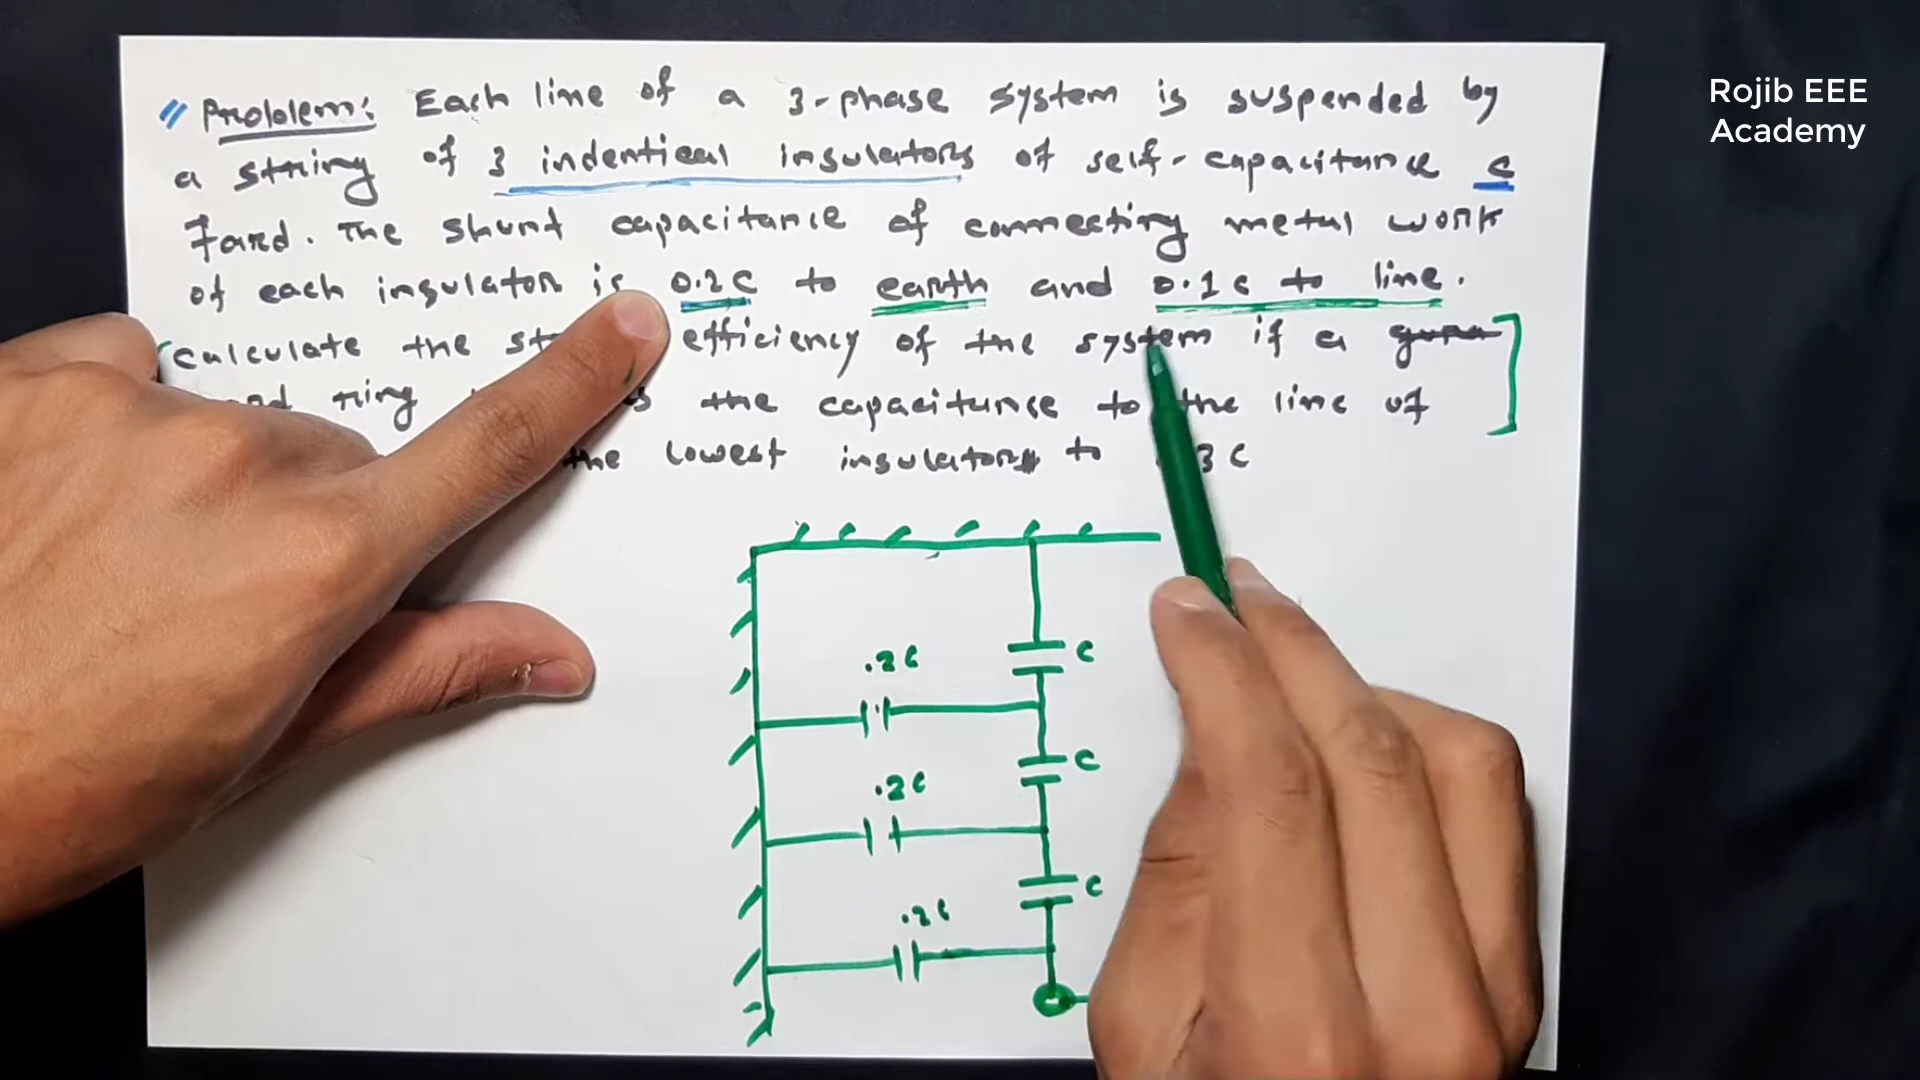 Rojib EEE
Academy
Problem: Each line of a 3-phase system is suspended by
a string of 3 indentical insulators of self-capacitance c
fard. The shunt capacitance of connecting metal work
of each insulator is 0.2C to earth and 0.1C to line.
calculate the efficiency of the system if a
ring the capacitance to the line of
the lowest insulators to 3C
.2C
C
.2C
C
.2C
C